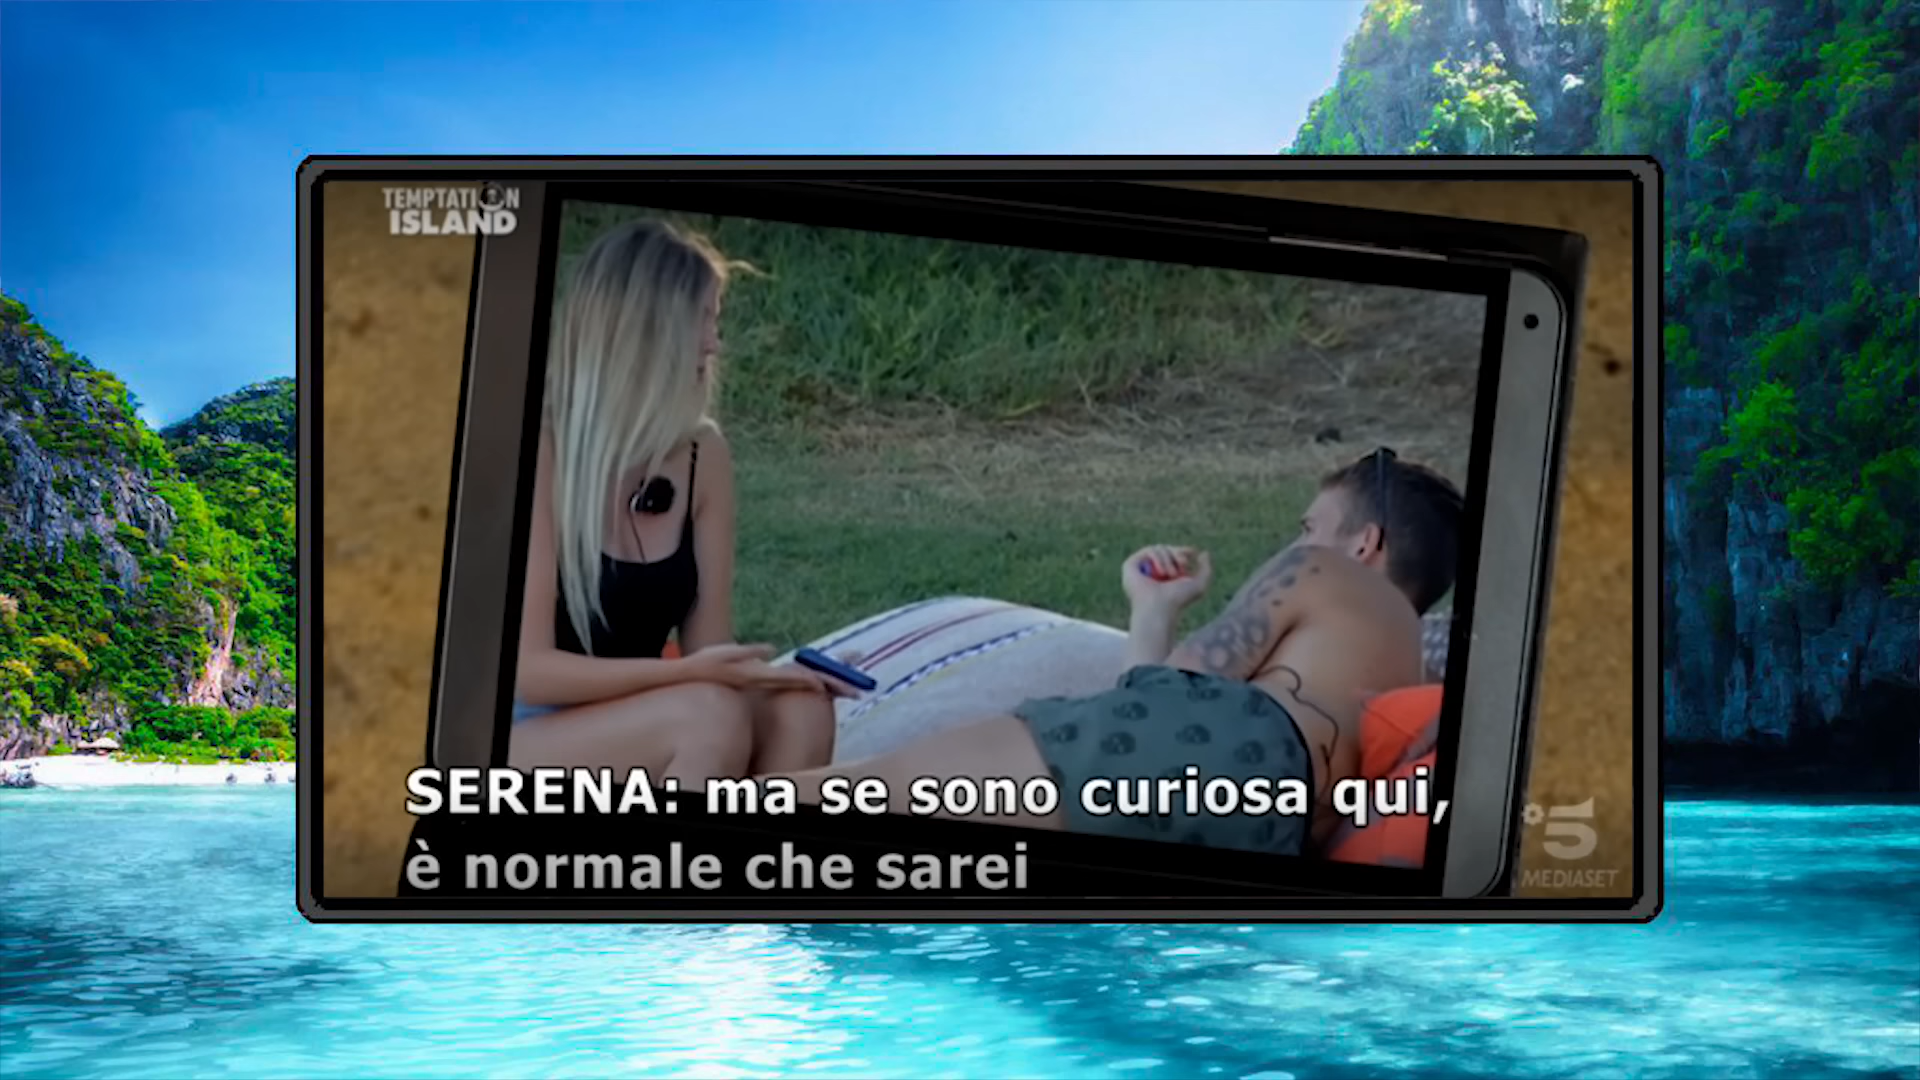 TEMPTATION
ISLAND
SERENA: ma se sono curiosa qui,
è normale che sarei
5
MEDIASET